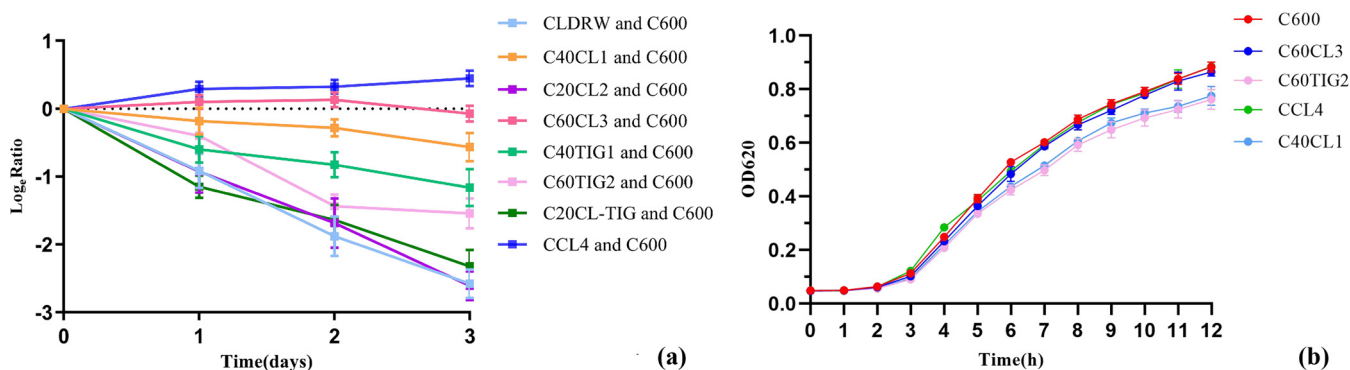 1
0
-1
-2
-3
LogeRatio
0
1
2
3
Time(days)
(a)
CLDRW and C600
C40CL1 and C600
C20CL2 and C600
C60CL3 and C600
C40TIG1 and C600
C60TIG2 and C600
C20CL-TIG and C600
CCL4 and C600
1.0
0.8
0.6
0.4
0.2
0.0
OD620
0 1 2 3 4 5 6 7 8 9 10 11 12
Time(h)
(b)
C600
C60CL3
C60TIG2
CCL4
C40CL1